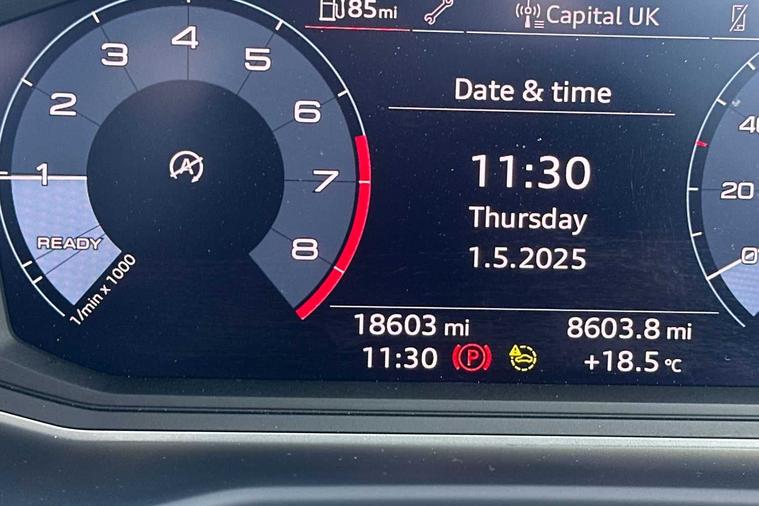 85mi
Capital UK
Date & time
11:30
Thursday
1.5.2025
18603 mi
8603.8 mi
11:30
P
+18.5°C
1
2
3
4
5
6
7
8
READY
1/min x 1000
A
40
20
0